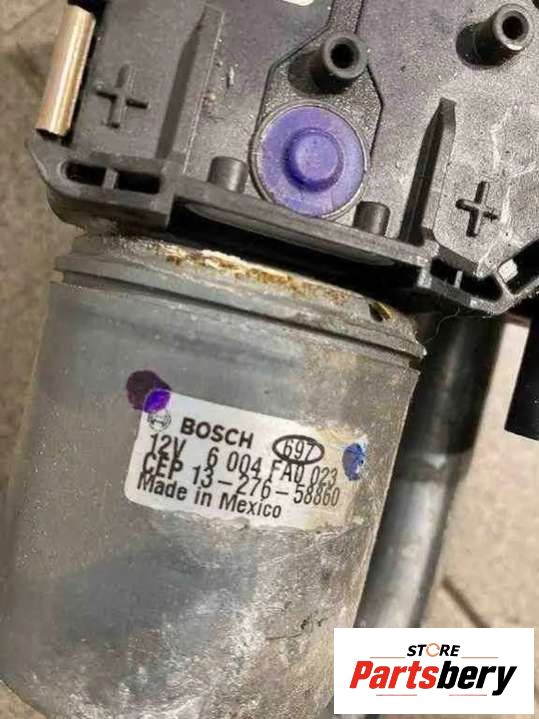 BOSCH 697
12V 6 004 FA0 023
CEP 13-276-58860
Made in Mexico
STORE
Partsbery